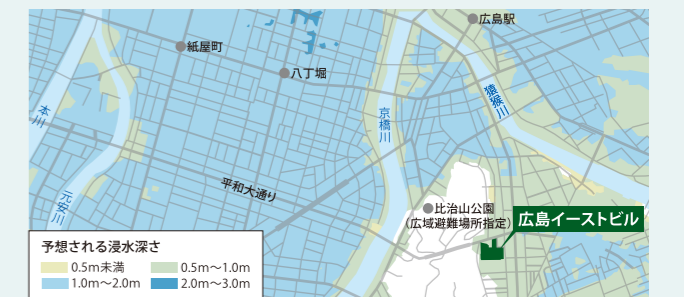 広島駅
紙屋町
八丁堀
猿猴川
京橋川
本川
平和大通り
元安川
比治山公園
(広域避難場所指定)
広島イーストビル
予想される浸水深さ
0.5m未満
0.5m〜1.0m
1.0m〜2.0m
2.0m〜3.0m